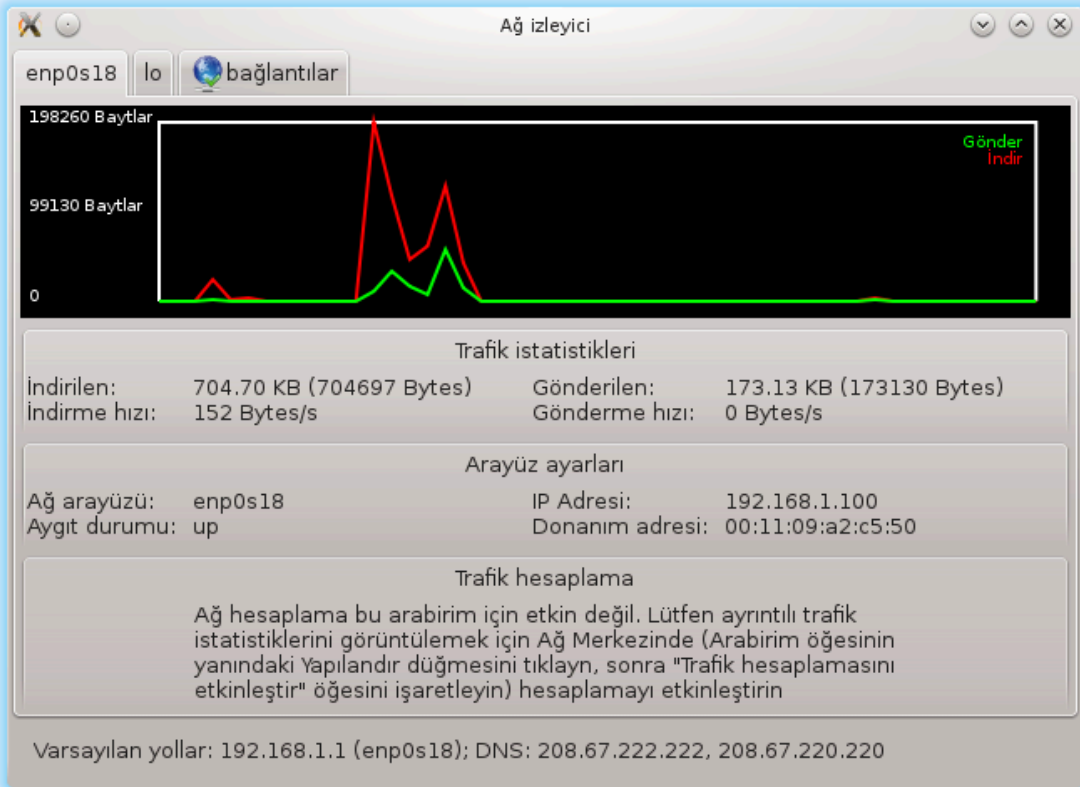 Ağ izleyici
enp0s18 lo bağlantılar
198260 Baytlar
Gönder
İndir
99130 Baytlar
0
Trafik istatistikleri
İndirilen: 704.70 KB (704697 Bytes) Gönderilen: 173.13 KB (173130 Bytes)
İndirme hızı: 152 Bytes/s Gönderme hızı: 0 Bytes/s
Arayüz ayarları
Ağ arayüzü: enp0s18 IP Adresi: 192.168.1.100
Aygıt durumu: up Donanım adresi: 00:11:09:a2:c5:50
Trafik hesaplama
Ağ hesaplama bu arabirim için etkin değil. Lütfen ayrıntılı trafik
istatistiklerini görüntülemek için Ağ Merkezinde (Arabirim öğesinin
yanındaki Yapılandır düğmesini tıklayn, sonra "Trafik hesaplamasını
etkinleştir" öğesini işaretleyin) hesaplamayı etkinleştirin
Varsayılan yollar: 192.168.1.1 (enp0s18); DNS: 208.67.222.222, 208.67.220.220